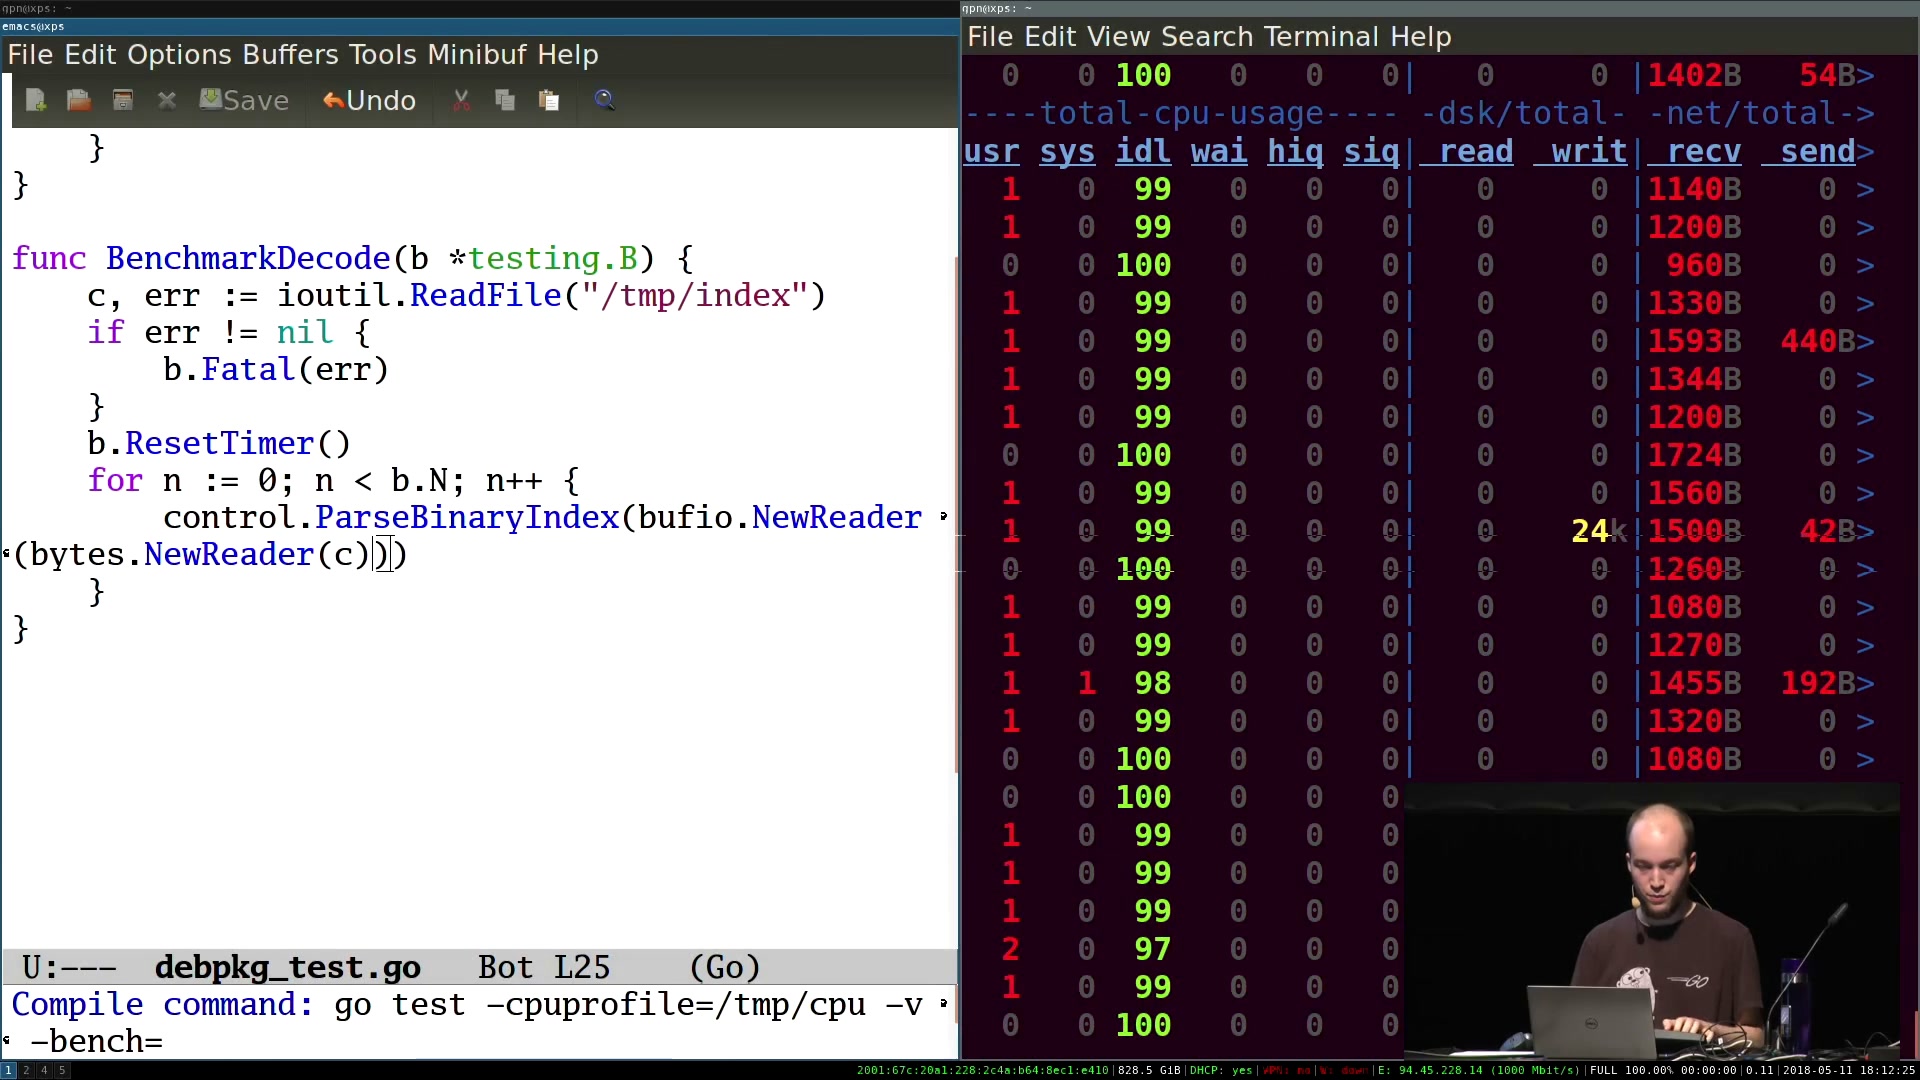 gpn@xps: ~
emacs@xps
File Edit Options Buffers Tools Minibuf Help
Save Undo
}
}
func BenchmarkDecode(b *testing.B) {
c, err := ioutil.ReadFile("/tmp/index")
if err != nil {
b.Fatal(err)
}
b.ResetTimer()
for n := 0; n < b.N; n++ {
control.ParseBinaryIndex(bufio.NewReader
(bytes.NewReader(c)))
}
}
U:--- debpkg_test.go Bot L25 (Go)
Compile command: go test -cpuprofile=/tmp/cpu -v
-bench=
gpn@xps: ~
File Edit View Search Terminal Help
0 0 100 0 0 0| 0 0 |1402B 54B>
----total-cpu-usage---- -dsk/total- -net/total->
usr sys idl wai hiq siq| read writ| recv send>
1 0 99 0 0 0| 0 0 |1140B 0 >
1 0 99 0 0 0| 0 0 |1200B 0 >
0 0 100 0 0 0| 0 0 | 960B 0 >
1 0 99 0 0 0| 0 0 |1330B 0 >
1 0 99 0 0 0| 0 0 |1593B 440B>
1 0 99 0 0 0| 0 0 |1344B 0 >
1 0 99 0 0 0| 0 0 |1200B 0 >
0 0 100 0 0 0| 0 0 |1724B 0 >
1 0 99 0 0 0| 0 0 |1560B 0 >
1 0 99 0 0 0| 0 24k|1500B 42B>
0 0 100 0 0 0| 0 0 |1260B 0 >
1 0 99 0 0 0| 0 0 |1080B 0 >
1 0 99 0 0 0| 0 0 |1270B 0 >
1 1 98 0 0 0| 0 0 |1455B 192B>
1 0 99 0 0 0| 0 0 |1320B 0 >
0 0 100 0 0 0| 0 0 |1080B 0 >
0 0 100 0 0 0
1 0 99 0 0 0
1 0 99 0 0 0
1 0 99 0 0 0
2 0 97 0 0 0
1 0 99 0 0 0
0 0 100 0 0 0
GO
DELL
1 2 4 5
2001:67c:20a1:228:2c4a:b64:8ec1:e410|828.5 GiB|DHCP: yes|VPN: no|W: down|E: 94.45.228.14 (1000 Mbit/s)|FULL 100.00% 00:00:00|0.11|2018-05-11 18:12:25